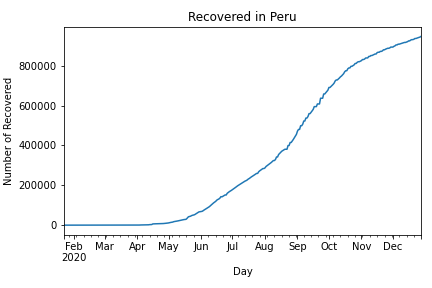 Recovered in Peru
Number of Recovered
800000
600000
400000
200000
0
Feb Mar Apr May Jun Jul Aug Sep Oct Nov Dec
2020
Day